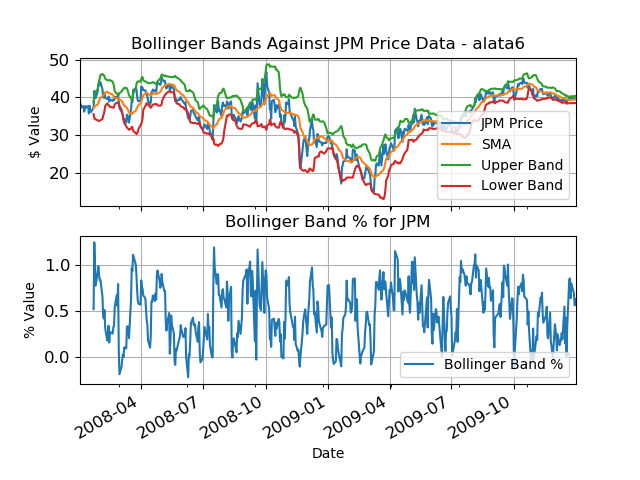 Bollinger Bands Against JPM Price Data - alata6
50
40
30
20
$ Value
JPM Price
SMA
Upper Band
Lower Band
Bollinger Band % for JPM
1.0
0.5
0.0
% Value
Bollinger Band %
2008-04
2008-07
2008-10
2009-01
2009-04
2009-07
2009-10
Date